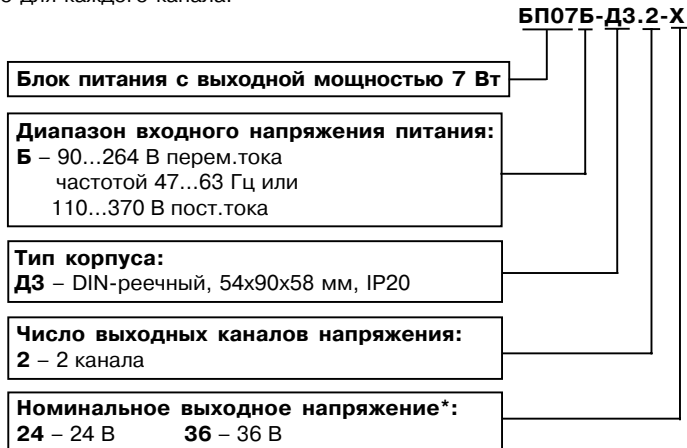 для каждого канала.
БП07Б-Д3.2-Х
Блок питания с выходной мощностью 7 Вт
Диапазон входного напряжения питания:
Б – 90...264 В перем.тока
частотой 47...63 Гц или
110...370 В пост.тока
Тип корпуса:
Д3 – DIN-реечный, 54х90х58 мм, IP20
Число выходных каналов напряжения:
2 – 2 канала
Номинальное выходное напряжение*:
24 – 24 В 36 – 36 В